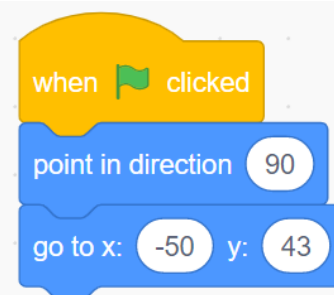 when clicked
point in direction 90
go to x: -50 y: 43